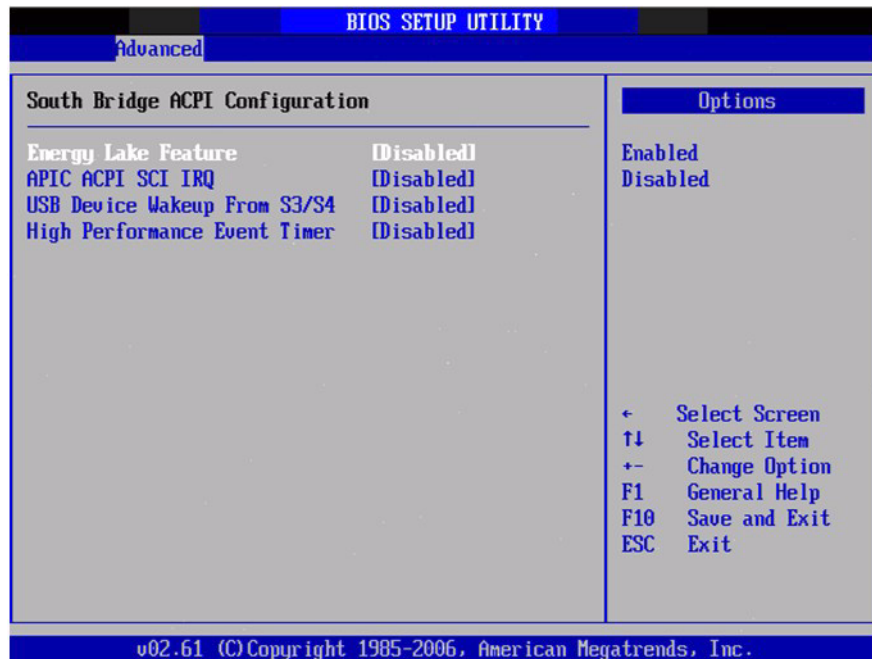 BIOS SETUP UTILITY
Advanced
South Bridge ACPI Configuration
Energy Lake Feature [Disabled]
APIC ACPI SCI IRQ [Disabled]
USB Device Wakeup From S3/S4 [Disabled]
High Performance Event Timer [Disabled]
Options
Enabled
Disabled
← Select Screen
↑↓ Select Item
+- Change Option
F1 General Help
F10 Save and Exit
ESC Exit
v02.61 (C)Copyright 1985-2006, American Megatrends, Inc.